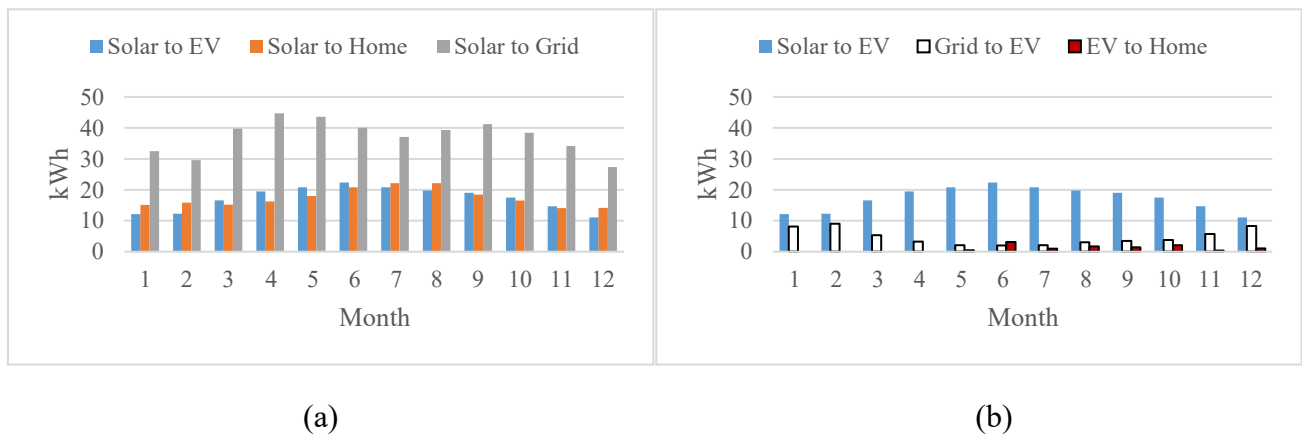 Solar to EV Solar to Home Solar to Grid
50
40
30
20
10
0
kWh
1 2 3 4 5 6 7 8 9 10 11 12
Month
(a)
Solar to EV Grid to EV EV to Home
50
40
30
20
10
0
kWh
1 2 3 4 5 6 7 8 9 10 11 12
Month
(b)